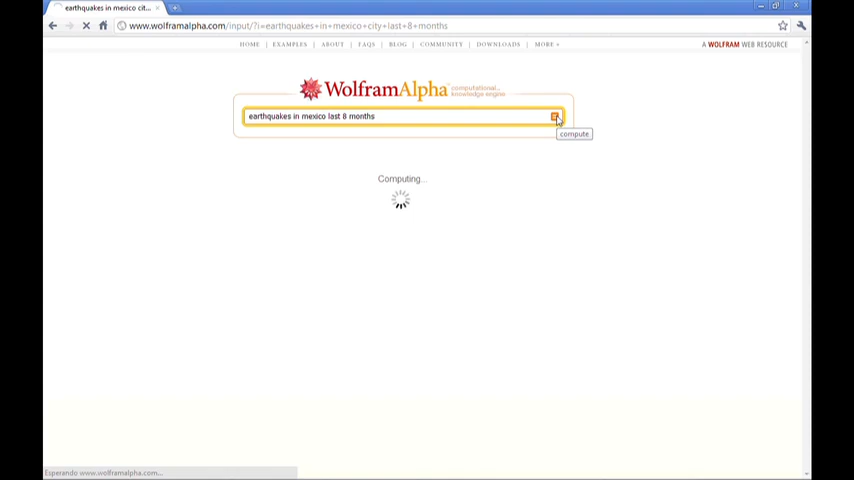 earthquakes in mexico cit...
www.wolframalpha.com/input/?i=earthquakes+in+mexico+city+last+8+months
HOME | EXAMPLES | ABOUT | FAQS | BLOG | COMMUNITY | DOWNLOADS | MORE »
A WOLFRAM WEB RESOURCE
WolframAlpha computational... knowledge engine
earthquakes in mexico last 8 months
compute
Computing...
Esperando www.wolframalpha.com...